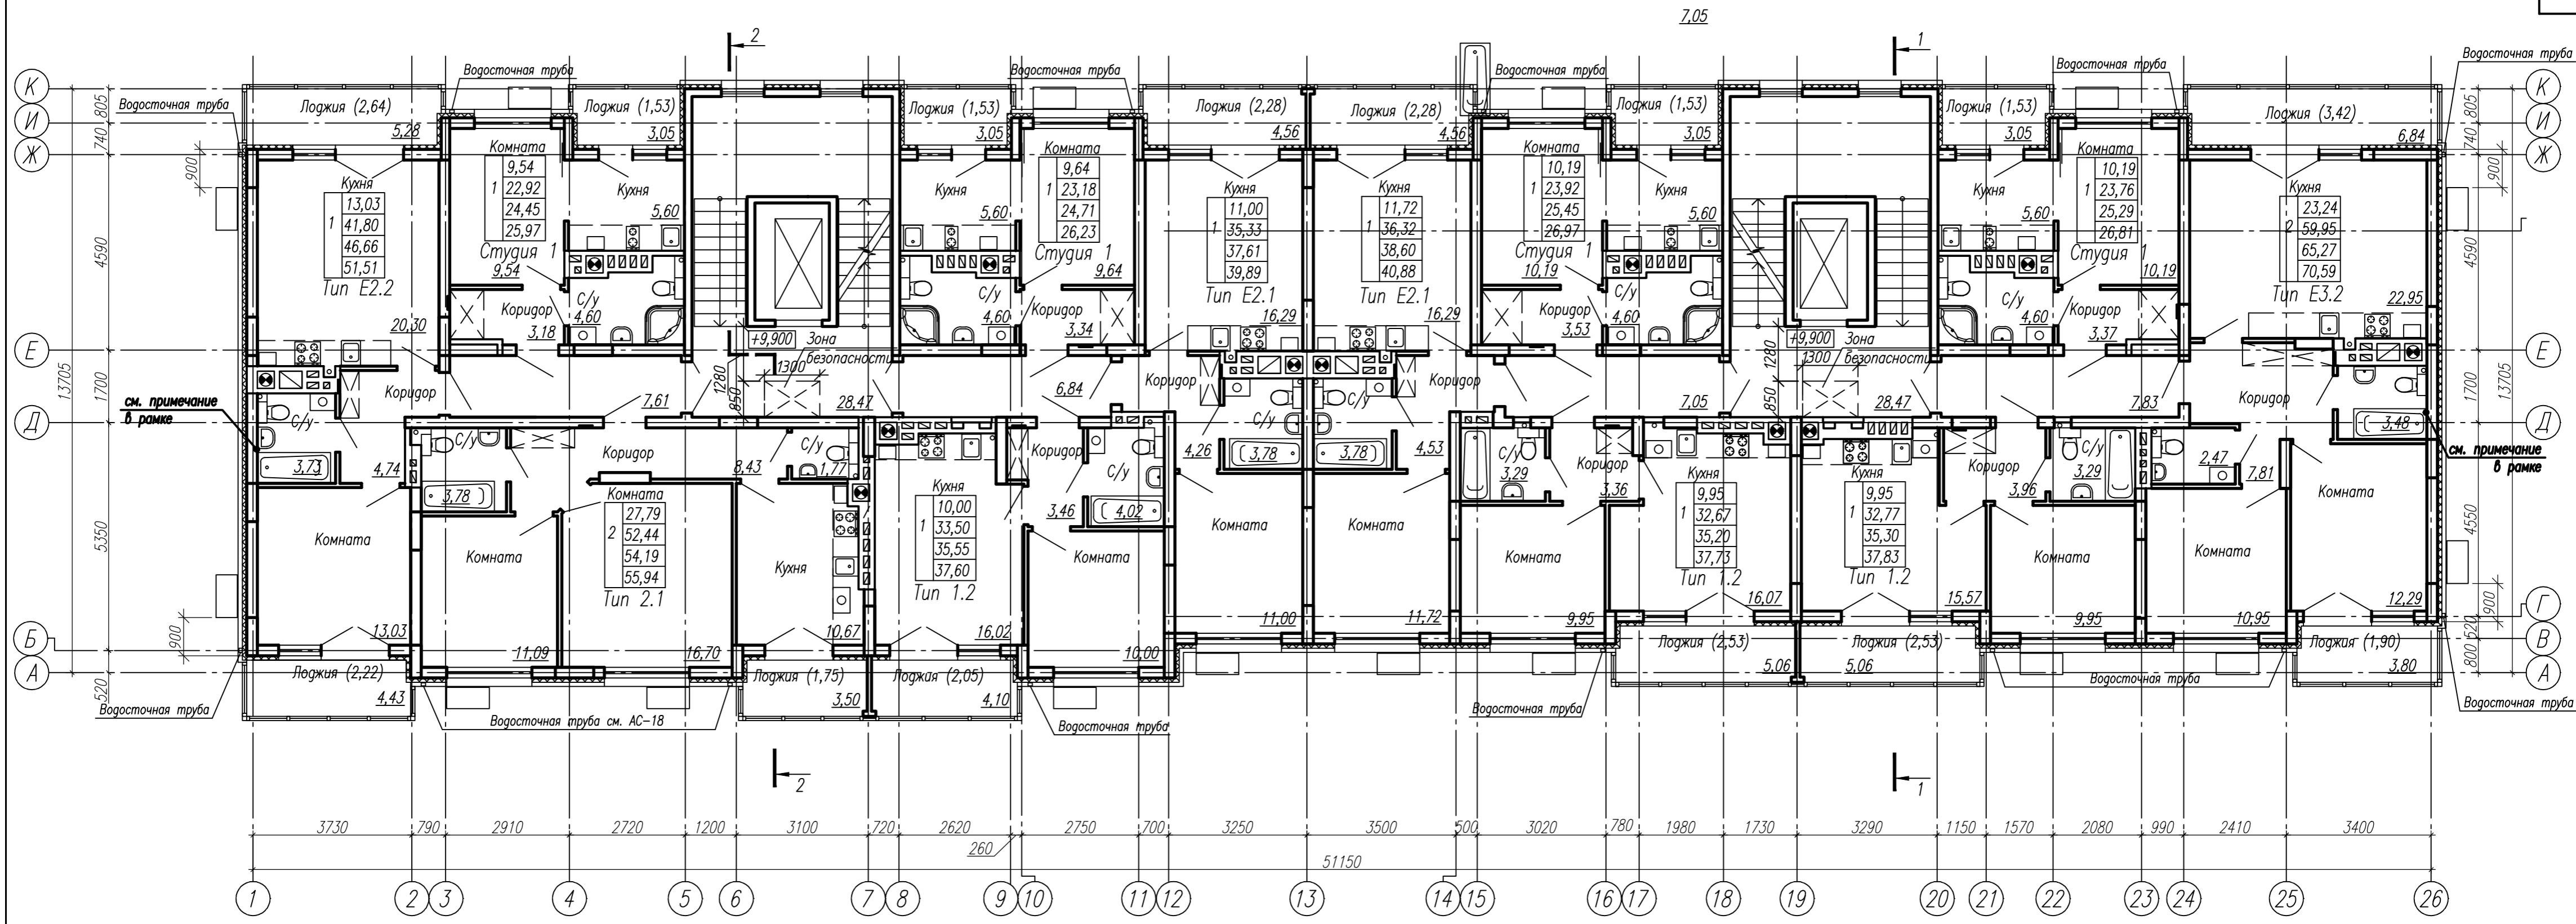 7,05
2
1
Водосточная труба
Водосточная труба
Водосточная труба
Водосточная труба
Водосточная труба
Водосточная труба
К
И
Ж
Е
Д
Б
А
К
И
Ж
Е
Д
Г
В
А
805
740
900
4590
13705
1700
5350
900
520
805
740
900
4590
13705
1700
4550
900
520
800
Лоджия (2,64)
5,28
Лоджия (1,53)
3,05
Лоджия (1,53)
3,05
Лоджия (2,28)
4,56
Лоджия (2,28)
4,56
Лоджия (1,53)
3,05
Лоджия (1,53)
3,05
Лоджия (3,42)
6,84
Кухня
1
13,03
41,80
46,66
51,51
Тип Е2.2
20,30
Комната
1
9,54
22,92
24,45
25,97
Студия 1
9,54
Кухня
5,60
Коридор
3,18
С/у
4,60
Кухня
5,60
Комната
1
9,64
23,18
24,71
26,23
Студия 1
9,64
С/у
4,60
Коридор
3,34
Кухня
1
11,00
35,33
37,61
39,89
Тип Е2.1
16,29
Кухня
1
11,72
36,32
38,60
40,88
Тип Е2.1
16,29
Комната
1
10,19
23,92
25,45
26,97
Студия 1
10,19
Кухня
5,60
Коридор
3,53
С/у
4,60
Кухня
5,60
Комната
1
10,19
23,76
25,29
26,81
Студия 1
10,19
С/у
4,60
Коридор
3,37
Кухня
2
23,24
59,95
65,27
70,59
Тип Е3.2
22,95
+9,900
Зона
безопасности
1280
1300
850
28,47
+9,900
Зона
безопасности
1280
1300
850
28,47
7,61
6,84
7,05
7,83
см. примечание
в рамке
см. примечание
в рамке
Коридор
С/у
3,73
4,74
Комната
13,03
С/у
3,78
Коридор
8,43
С/у
1,77
Комната
11,09
Комната
2
27,79
52,44
54,19
55,94
Тип 2.1
16,70
Кухня
10,67
Кухня
1
10,00
33,50
35,55
37,60
Тип 1.2
16,02
Коридор
3,46
С/у
4,02
Комната
10,00
Коридор
4,26
С/у
3,78
Комната
11,00
С/у
3,78
Коридор
4,53
Комната
11,72
С/у
3,29
Коридор
3,36
Комната
9,95
Кухня
1
9,95
32,67
35,20
37,73
Тип 1.2
16,07
Кухня
1
9,95
32,77
35,30
37,83
Тип 1.2
15,57
Коридор
3,96
С/у
3,29
Комната
9,95
2,47
7,81
Комната
10,95
Коридор
3,48
Комната
12,29
Лоджия (2,22)
4,43
Лоджия (1,75)
3,50
Лоджия (2,05)
4,10
Лоджия (2,53)
5,06
Лоджия (2,53)
5,06
Лоджия (1,90)
3,80
Водосточная труба
Водосточная труба см. АС-18
Водосточная труба
Водосточная труба
Водосточная труба
Водосточная труба
2
1
3730
790
2910
2720
1200
3100
720
2620
260
2750
700
3250
3500
500
3020
780
1980
1730
3290
1150
1570
2080
990
2410
3400
51150
1
2
3
4
5
6
7
8
9
10
11
12
13
14
15
16
17
18
19
20
21
22
23
24
25
26